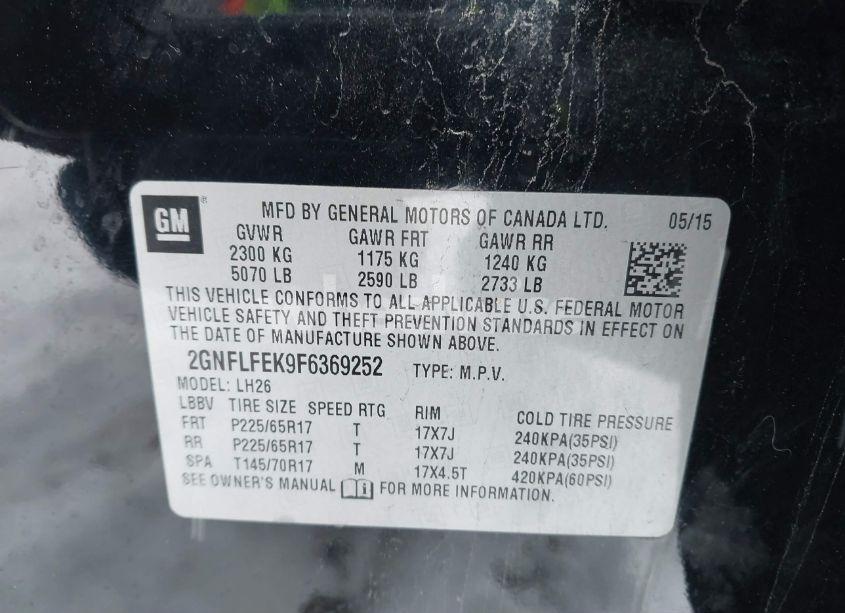 GM
MFD BY GENERAL MOTORS OF CANADA LTD. 05/15
GVWR GAWR FRT GAWR RR
2300 KG 1175 KG 1240 KG
5070 LB 2590 LB 2733 LB
THIS VEHICLE CONFORMS TO ALL APPLICABLE U.S. FEDERAL MOTOR
VEHICLE SAFETY AND THEFT PREVENTION STANDARDS IN EFFECT ON
THE DATE OF MANUFACTURE SHOWN ABOVE.
2GNFLFEK9F6369252 TYPE: M.P.V.
MODEL: LH26
LBBV TIRE SIZE SPEED RTG RIM COLD TIRE PRESSURE
FRT P225/65R17 T 17X7J 240KPA(35PSI)
RR P225/65R17 T 17X7J 240KPA(35PSI)
SPA T145/70R17 M 17X4.5T 420KPA(60PSI)
SEE OWNER'S MANUAL FOR MORE INFORMATION.